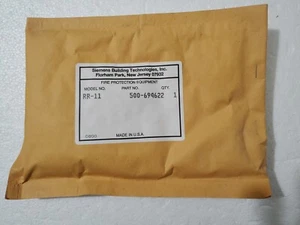 Siemens Building Technologies, Inc.
Florham Park, New Jersey 07932
FIRE PROTECTION EQUIPMENT
MODEL NO. PART NO. QTY.
RR-11 500-694622 1
MADE IN U.S.A.